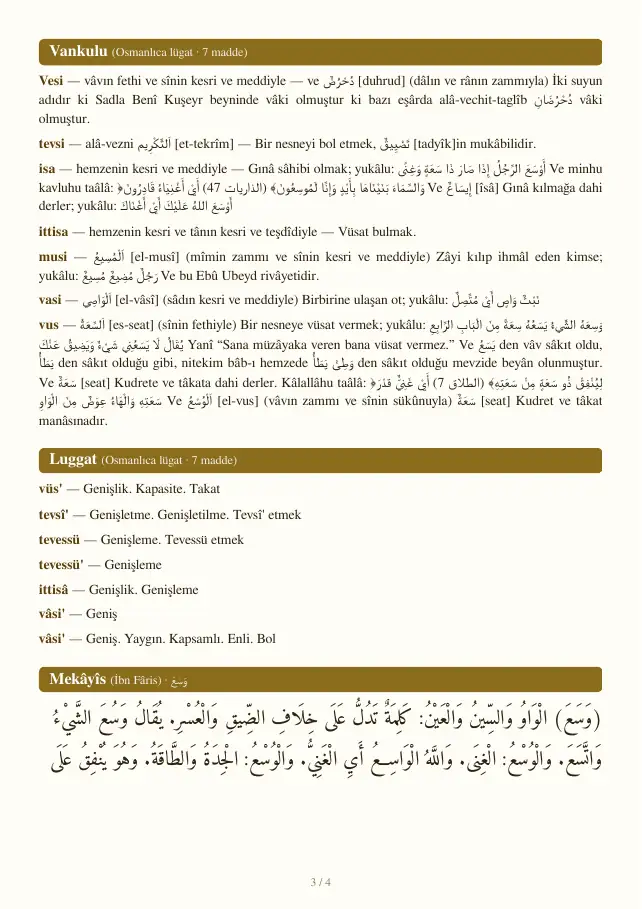 Vankulu (Osmanlıca lügat · 7 madde)
Vesi — vâvın fethi ve sînin kesri ve meddiyle — ve دُحْرُضٌ [duhrud] (dâlın ve rânın zammıyla) İki suyun
adıdır ki Sadla Benî Kuşeyr beyninde vâki olmuştur ki bazı eşârda alâ-vechit-taglîb دُحْرُضَانِ vâki
olmuştur.
tevsi — alâ-vezni اَلتَّكْرِيم [et-tekrîm] — Bir nesneyi bol etmek, تَضْيِيقٌ [tadyîk]in mukâbilidir.
isa — hemzenin kesri ve meddiyle — Gınâ sâhibi olmak; yukâlu: أَوْسَعَ الرَّجُلُ إِذَا صَارَ ذَا سَعَةٍ وَغِنًى Ve minhu
kavluhu taâlâ: ﴿وَالسَّمَاءَ بَنَيْنَاهَا بِأَيْدٍ وَإِنَّا لَمُوسِعُونَ﴾ (الذاريات 47) أَيْ أَغْنِيَاءُ قَادِرُونَ Ve إِيسَاعٌ [îsâ] Gınâ kılmağa dahi
derler; yukâlu: أَوْسَعَ اللهُ عَلَيْكَ أَيْ أَغْنَاكَ
ittisa — hemzenin kesri ve tânın kesri ve teşdîdiyle — Vüsat bulmak.
musi — اَلْمُسِيعُ [el-musî] (mîmin zammı ve sînin kesri ve meddiyle) Zâyi kılıp ihmâl eden kimse;
yukâlu: رَجُلٌ مُضِيعٌ مُسِيعٌ Ve bu Ebû Ubeyd rivâyetidir.
vasi — اَلْوَاصِي [el-vâsî] (sâdın kesri ve meddiyle) Birbirine ulaşan ot; yukâlu: نَبْتٌ وَاصٍ أَيْ مُتَّصِلٌ
vus — اَلسَّعَةُ [es-seat] (sînin fethiyle) Bir nesneye vüsat vermek; yukâlu: وَسِعَهُ الشَّيْءُ يَسَعُهُ سِعَةً مِنَ الْبَابِ الرَّابِعِ
يُقَالُ لَا يَسَعُنِي شَيْءٌ وَيَضِيقُ عَنْكَ Yanî “Sana müzâyaka veren bana vüsat vermez.” Ve يَسَعُ den vâv sâkıt oldu,
يَطَأُ den sâkıt olduğu gibi, nitekim bâb-ı hemzede وَطِئَ يَطَأُ den sâkıt olduğu mevzide beyân olunmuştur.
Ve سَعَةٌ [seat] Kudrete ve tâkata dahi derler. Kâlallâhu taâlâ: ﴿لِيُنْفِقْ ذُو سَعَةٍ مِنْ سَعَتِهِ﴾ (الطلاق 7) أَيْ غَنِيٌّ قَدَرَ
سَعَتِهِ وَالْهَاءُ عِوَضٌ مِنَ الْوَاوِ Ve اَلْوُسْعُ [el-vus] (vâvın zammı ve sînin sükûnuyla) سَعَةٌ [seat] Kudret ve tâkat
manâsınadır.
Luggat (Osmanlıca lügat · 7 madde)
vüs' — Genişlik. Kapasite. Takat
tevsî' — Genişletme. Genişletilme. Tevsî' etmek
tevessü — Genişleme. Tevessü etmek
tevessü' — Genişleme
ittisâ — Genişlik. Genişleme
vâsi' — Geniş
vâsi' — Geniş. Yaygın. Kapsamlı. Enli. Bol
Mekâyîs (İbn Fâris) · وَسِعَ
(وَسَعَ) الْوَاوُ وَالسِّينُ وَالْعَيْنُ: كَلِمَةٌ تَدُلُّ عَلَى خِلَافِ الضِّيقِ وَالْعُسْرِ. يُقَالُ وَسُعَ الشَّيْءُ
وَاتَّسَعَ. وَالْوُسْعُ: الْغِنَى. وَاللَّهُ الْوَاسِعُ أَيِ الْغَنِيُّ. وَالْوُسْعُ: الْجِدَةُ وَالطَّاقَةُ. وَهُوَ يُنْفِقُ عَلَى
3 / 4